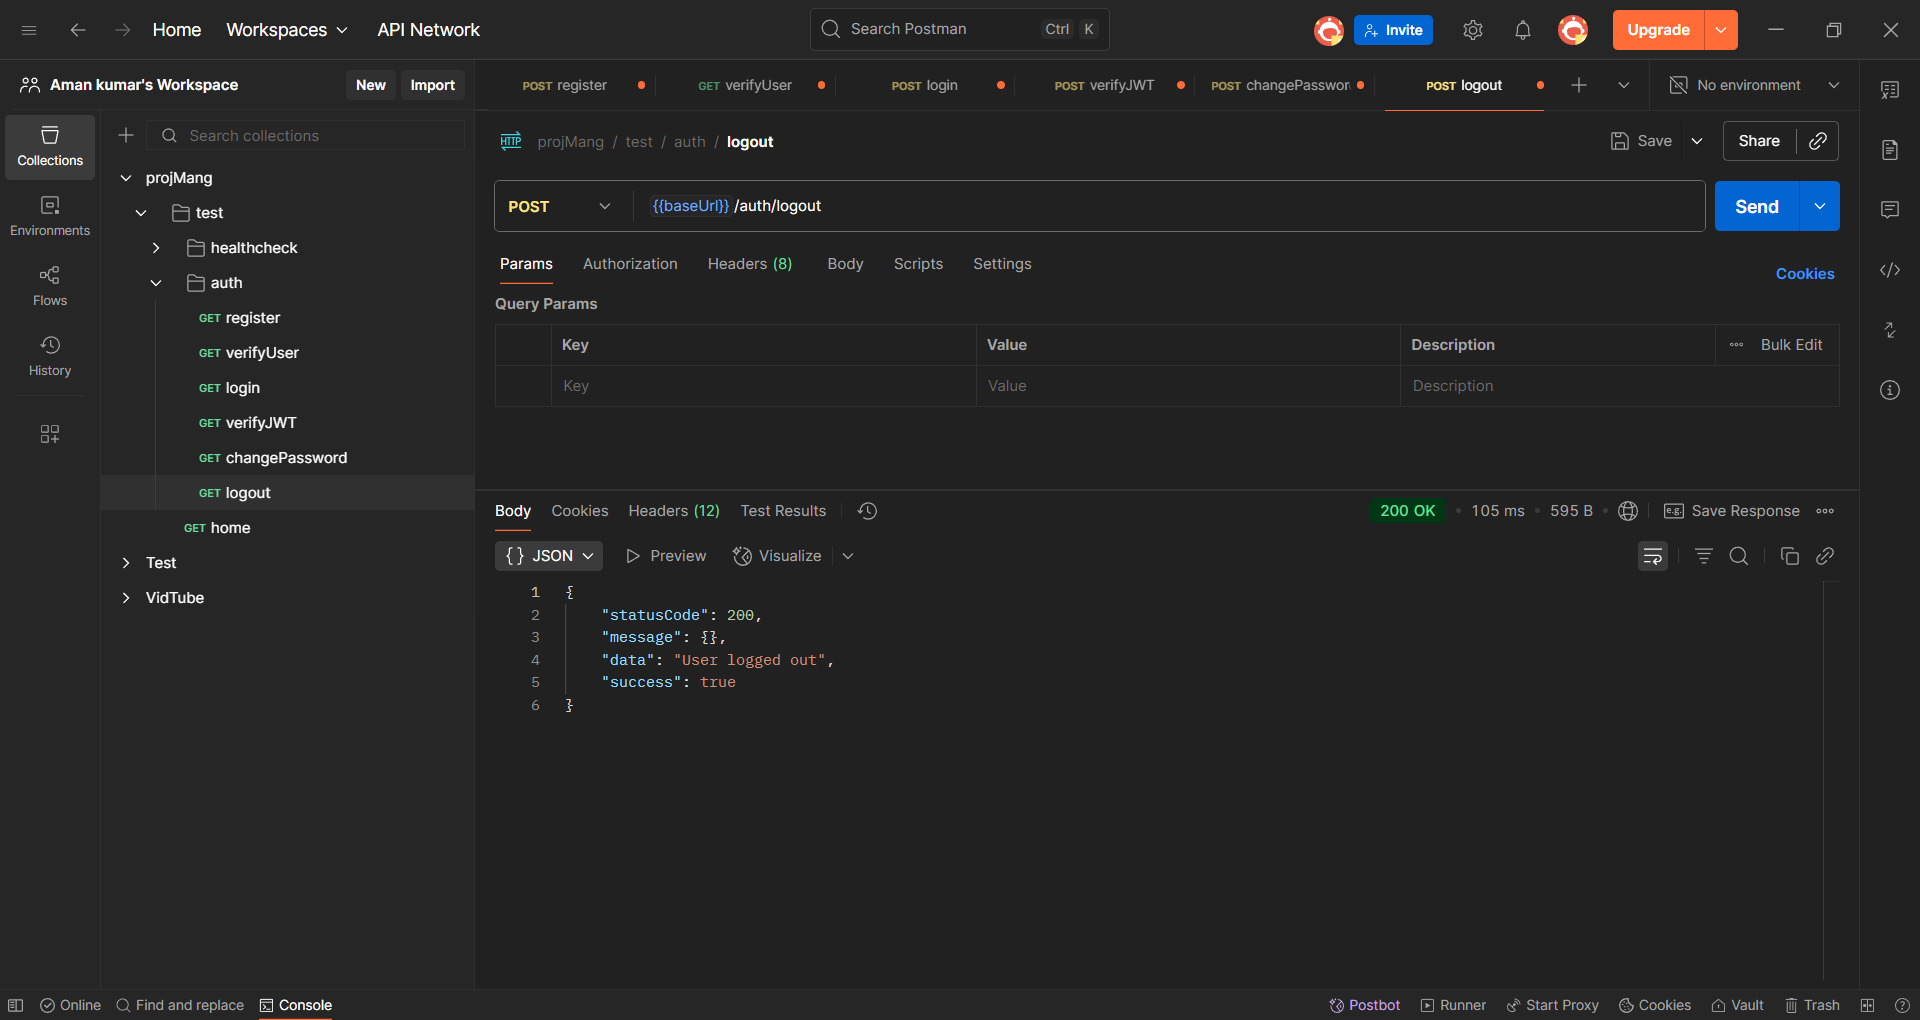 Home Workspaces API Network Search Postman Ctrl K Invite Upgrade
Aman kumar's Workspace New Import
POST register GET verifyUser POST login POST verifyJWT POST changePasswor POST logout No environment
Collections
Environments
Flows
History
Search collections
projMang
test
healthcheck
auth
GET register
GET verifyUser
GET login
GET verifyJWT
GET changePassword
GET logout
GET home
Test
VidTube
HTTP projMang / test / auth / logout Save Share
POST {{baseUrl}} /auth/logout Send
Params Authorization Headers (8) Body Scripts Settings Cookies
Query Params
Key Value Description Bulk Edit
Key Value Description
Body Cookies Headers (12) Test Results 200 OK • 105 ms • 595 B • e.g. Save Response
{} JSON Preview Visualize
1 {
2 "statusCode": 200,
3 "message": {},
4 "data": "User logged out",
5 "success": true
6 }
Online Find and replace Console Postbot Runner Start Proxy Cookies Vault Trash